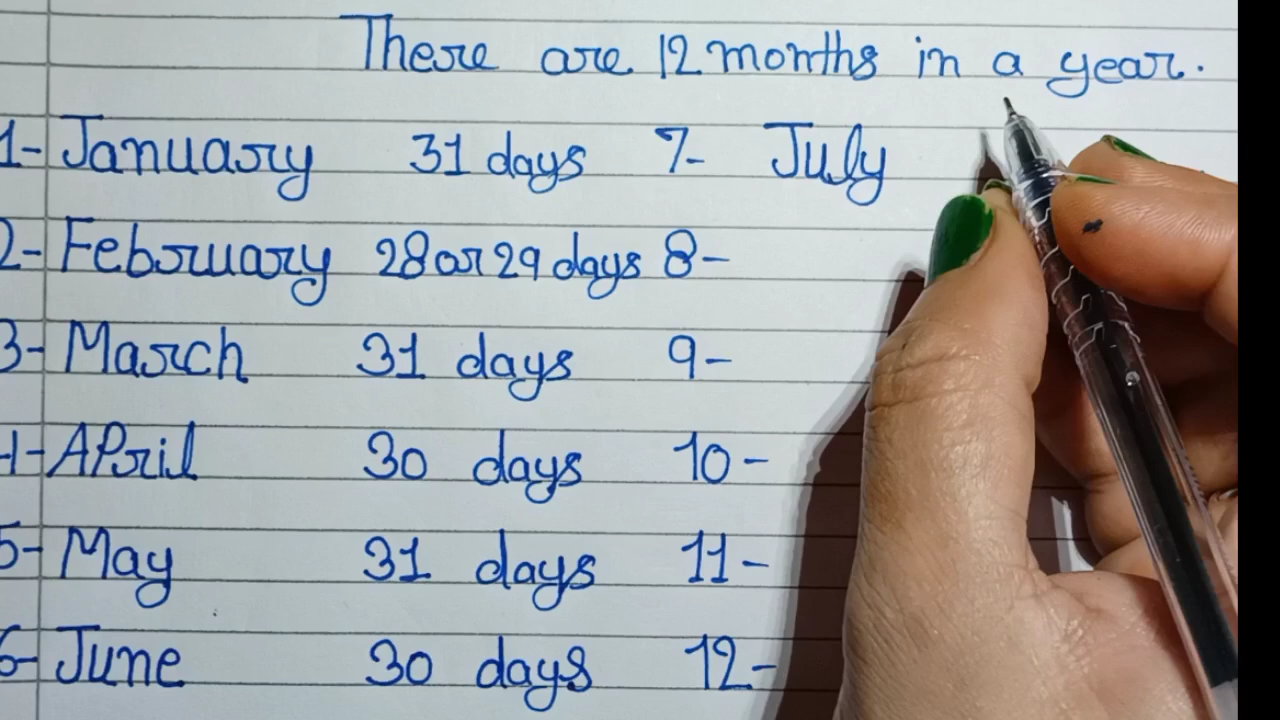 There are 12 months in a year.
1- January 31 days 7- July
2- February 28 or 29 days 8-
3- March 31 days 9-
4- APril 30 days 10-
5- May 31 days 11-
6- June 30 days 12-